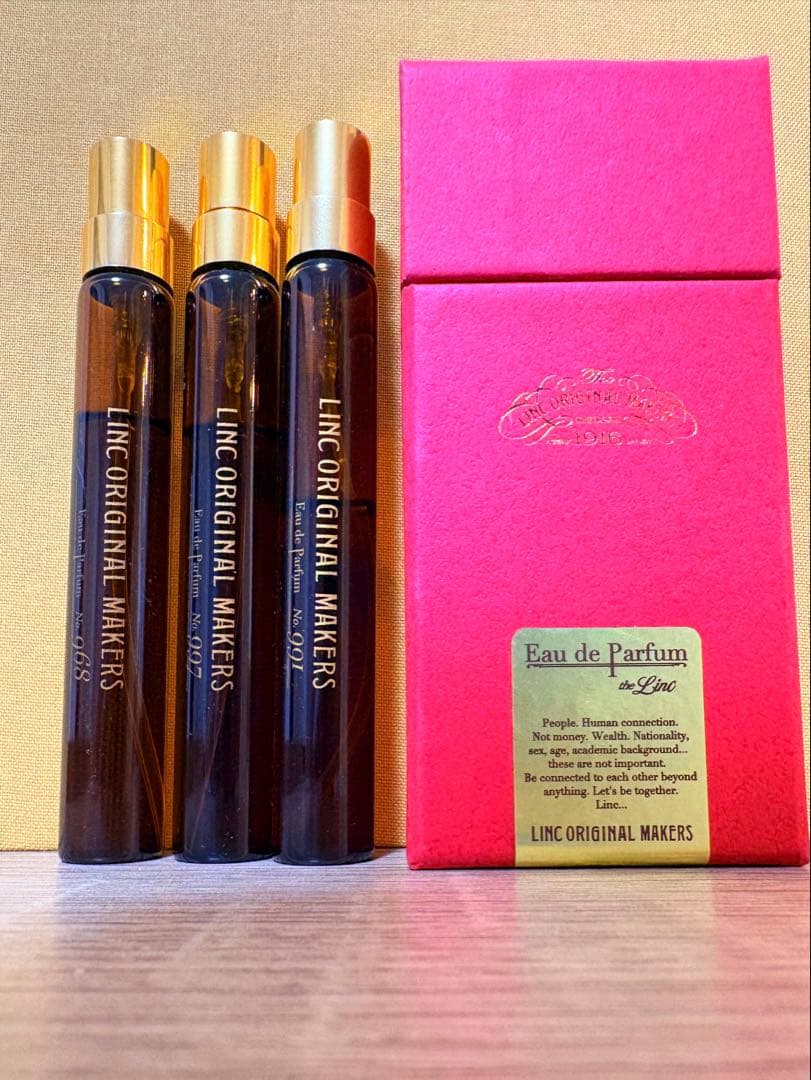 LINC ORIGINAL MAKERS
Eau de Parfum No. 968
LINC ORIGINAL MAKERS
Eau de Parfum No. 997
LINC ORIGINAL MAKERS
Eau de Parfum No. 991
The
LINC ORIGINAL MAKERS
1916
Eau de Parfum
the Linc
People. Human connection.
Not money. Wealth. Nationality,
sex, age, academic background...
these are not important.
Be connected to each other beyond
anything. Let's be together.
Linc...
LINC ORIGINAL MAKERS